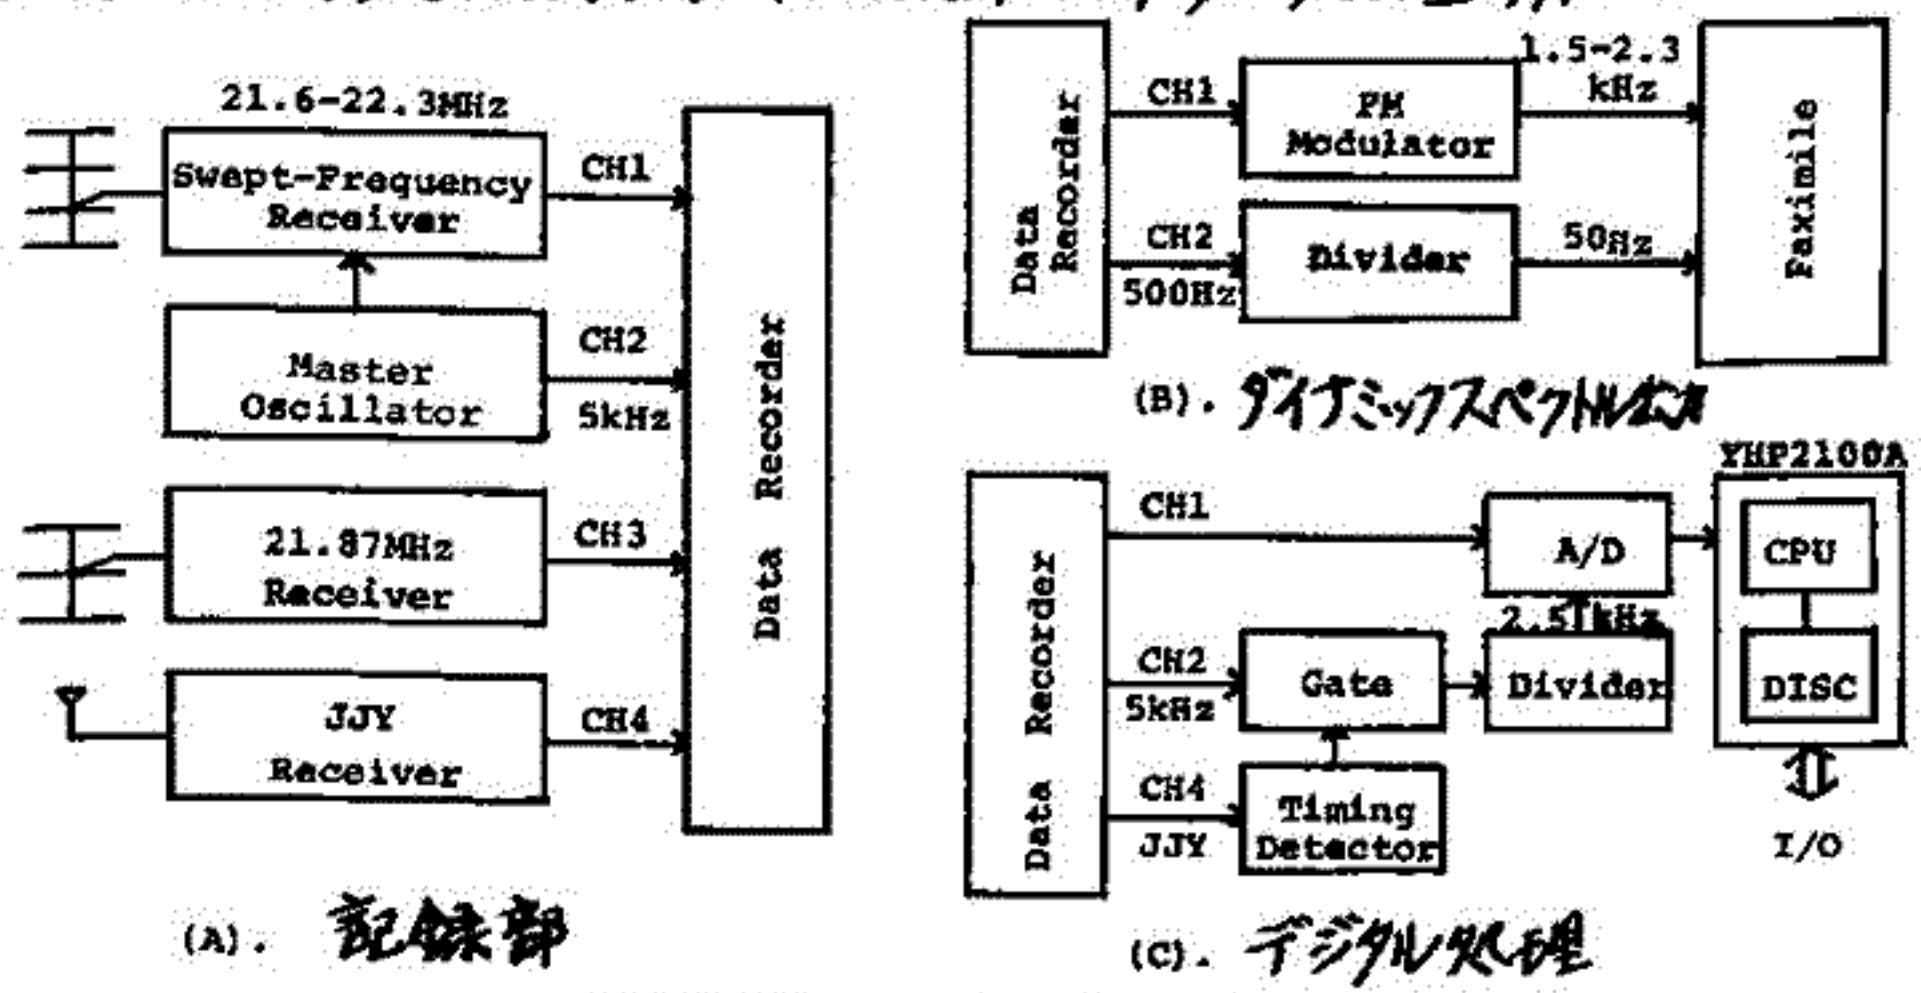 21.6-22.3MHz
Swept-Frequency
Receiver
CH1
Master
Oscillator
CH2
5kHz
21.87MHz
Receiver
CH3
JJY
Receiver
CH4
Data Recorder
(A). 記録部
Data
Recorder
CH1
FM
Modulator
1.5-2.3
kHz
CH2
500Hz
Divider
50Hz
Faximile
(B). ダイナミックスペクトル
Data Recorder
CH1
A/D
YHP2100A
CPU
DISC
CH2
5kHz
Gate
2.5 kHz
Divider
CH4
JJY
Timing
Detector
I/O
(C). デジタル処理